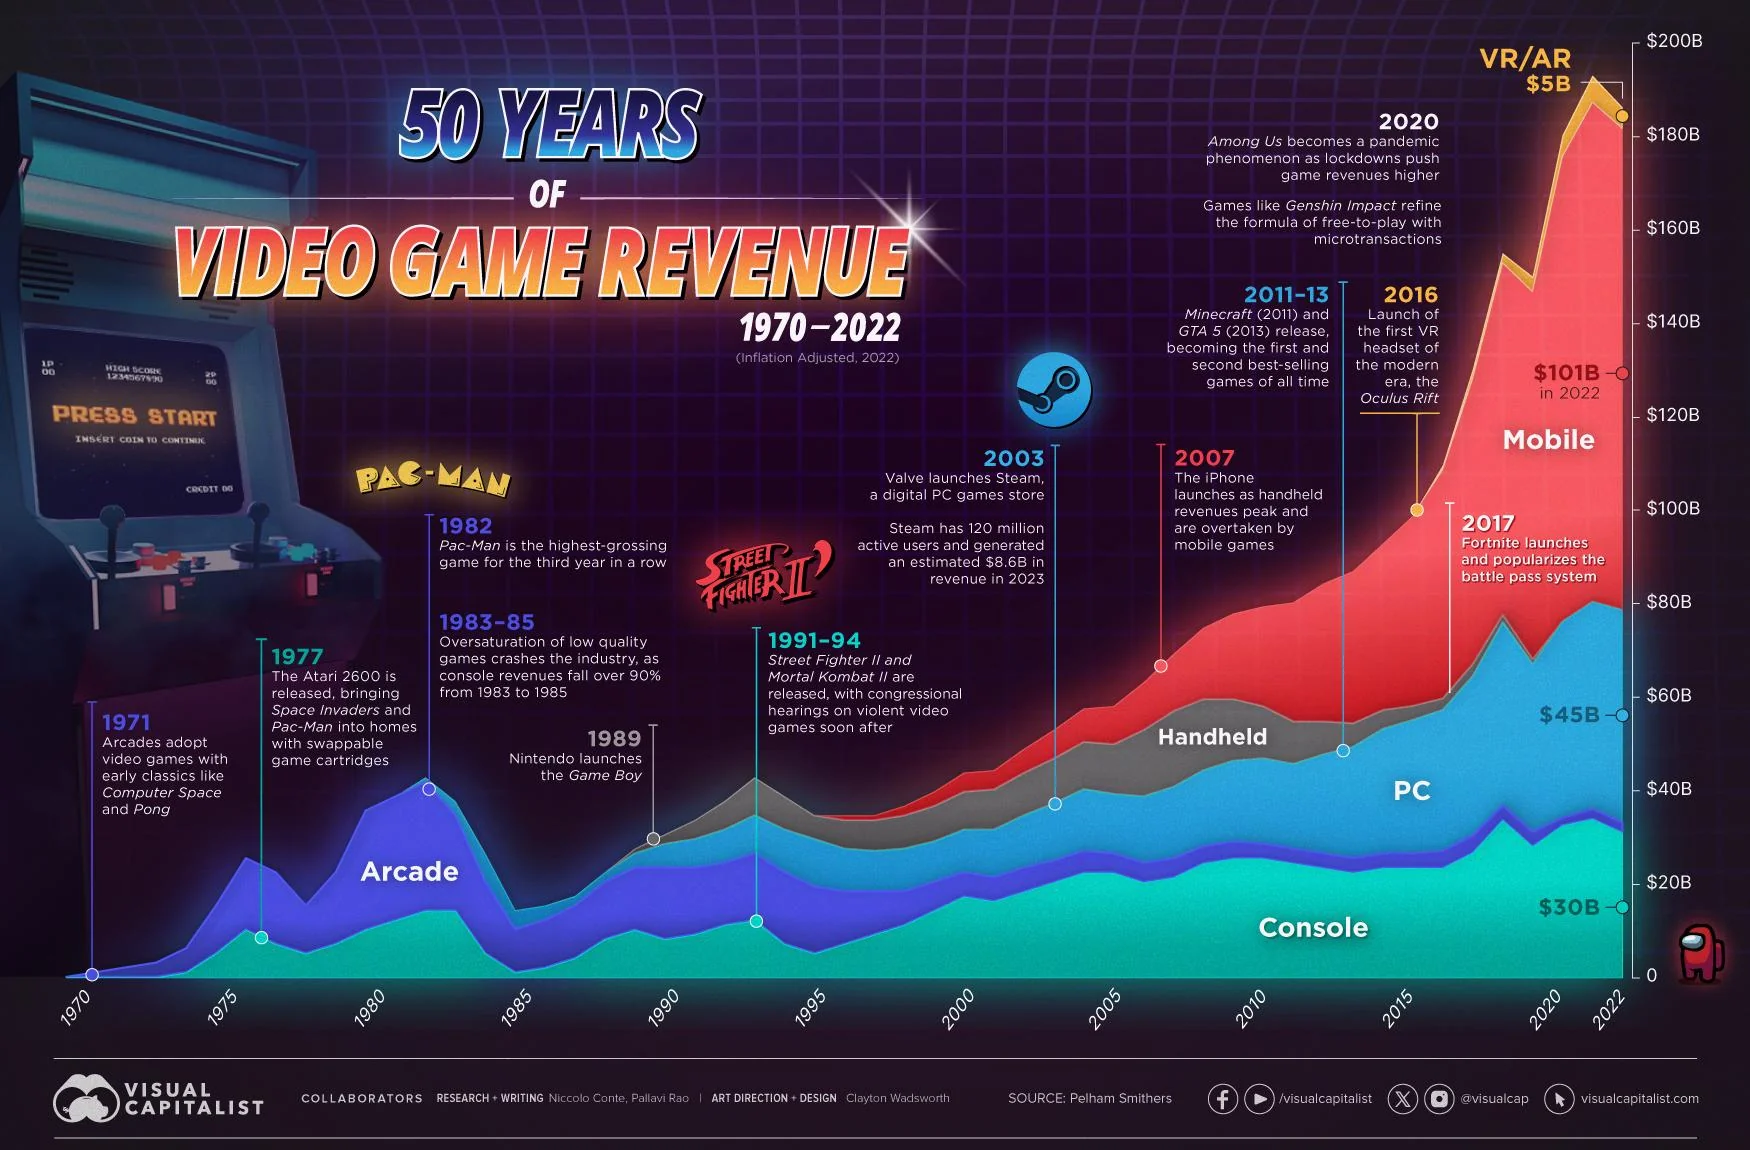 50 YEARS
OF
VIDEO GAME REVENUE
1970–2022
(Inflation Adjusted, 2022)
1P
00
HIGH SCORE
1234567890
2P
00
PRESS START
INSERT COIN TO CONTINUE
CREDIT 00
PAC-MAN
STREET
FIGHTER II'
1971
Arcades adopt
video games with
early classics like
Computer Space
and Pong
1977
The Atari 2600 is
released, bringing
Space Invaders and
Pac-Man into homes
with swappable
game cartridges
1982
Pac-Man is the highest-grossing
game for the third year in a row
1983–85
Oversaturation of low quality
games crashes the industry, as
console revenues fall over 90%
from 1983 to 1985
1989
Nintendo launches
the Game Boy
1991–94
Street Fighter II and
Mortal Kombat II are
released, with congressional
hearings on violent video
games soon after
2003
Valve launches Steam,
a digital PC games store
Steam has 120 million
active users and generated
an estimated $8.6B in
revenue in 2023
2007
The iPhone
launches as handheld
revenues peak and
are overtaken by
mobile games
2011–13
Minecraft (2011) and
GTA 5 (2013) release,
becoming the first and
second best-selling
games of all time
2016
Launch of
the first VR
headset of
the modern
era, the
Oculus Rift
2017
Fortnite launches
and popularizes the
battle pass system
2020
Among Us becomes a pandemic
phenomenon as lockdowns push
game revenues higher
Games like Genshin Impact refine
the formula of free-to-play with
microtransactions
VR/AR
$5B
$101B
in 2022
Mobile
Handheld
$45B
PC
Arcade
$30B
Console
$200B
$180B
$160B
$140B
$120B
$100B
$80B
$60B
$40B
$20B
0
1970
1975
1980
1985
1990
1995
2000
2005
2010
2015
2020
2022
VISUAL
CAPITALIST
COLLABORATORS RESEARCH + WRITING Niccolo Conte, Pallavi Rao | ART DIRECTION + DESIGN Clayton Wadsworth
SOURCE: Pelham Smithers
/visualcapitalist
@visualcap
visualcapitalist.com